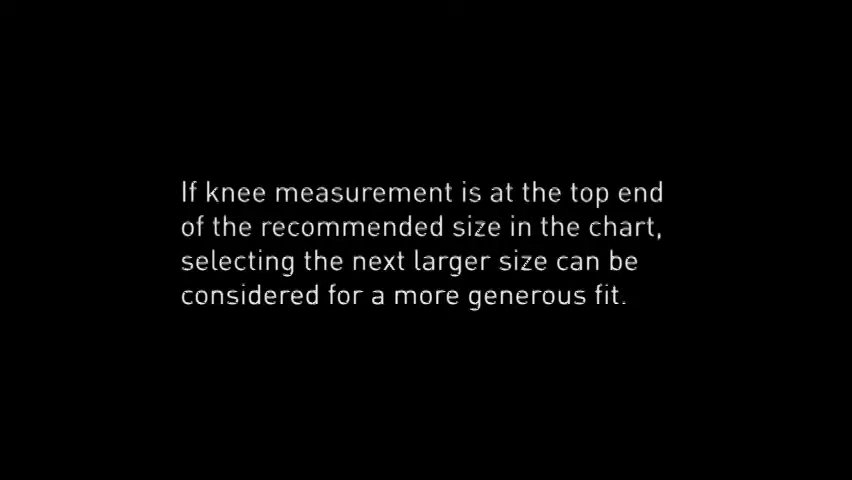 If knee measurement is at the top end
of the recommended size in the chart,
selecting the next larger size can be
considered for a more generous fit.